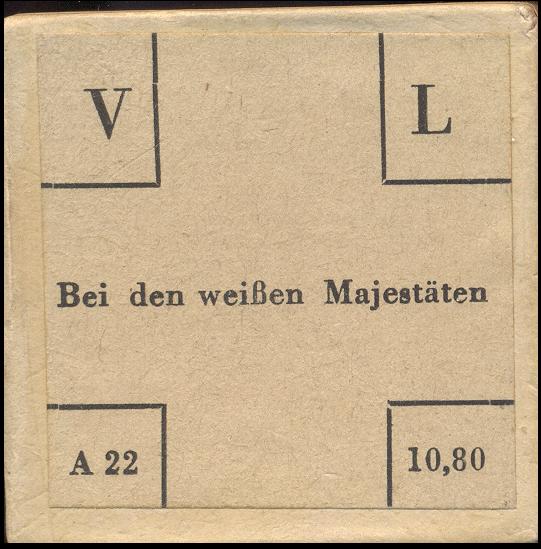 V L
Bei den weißen Majestäten
A 22 10,80